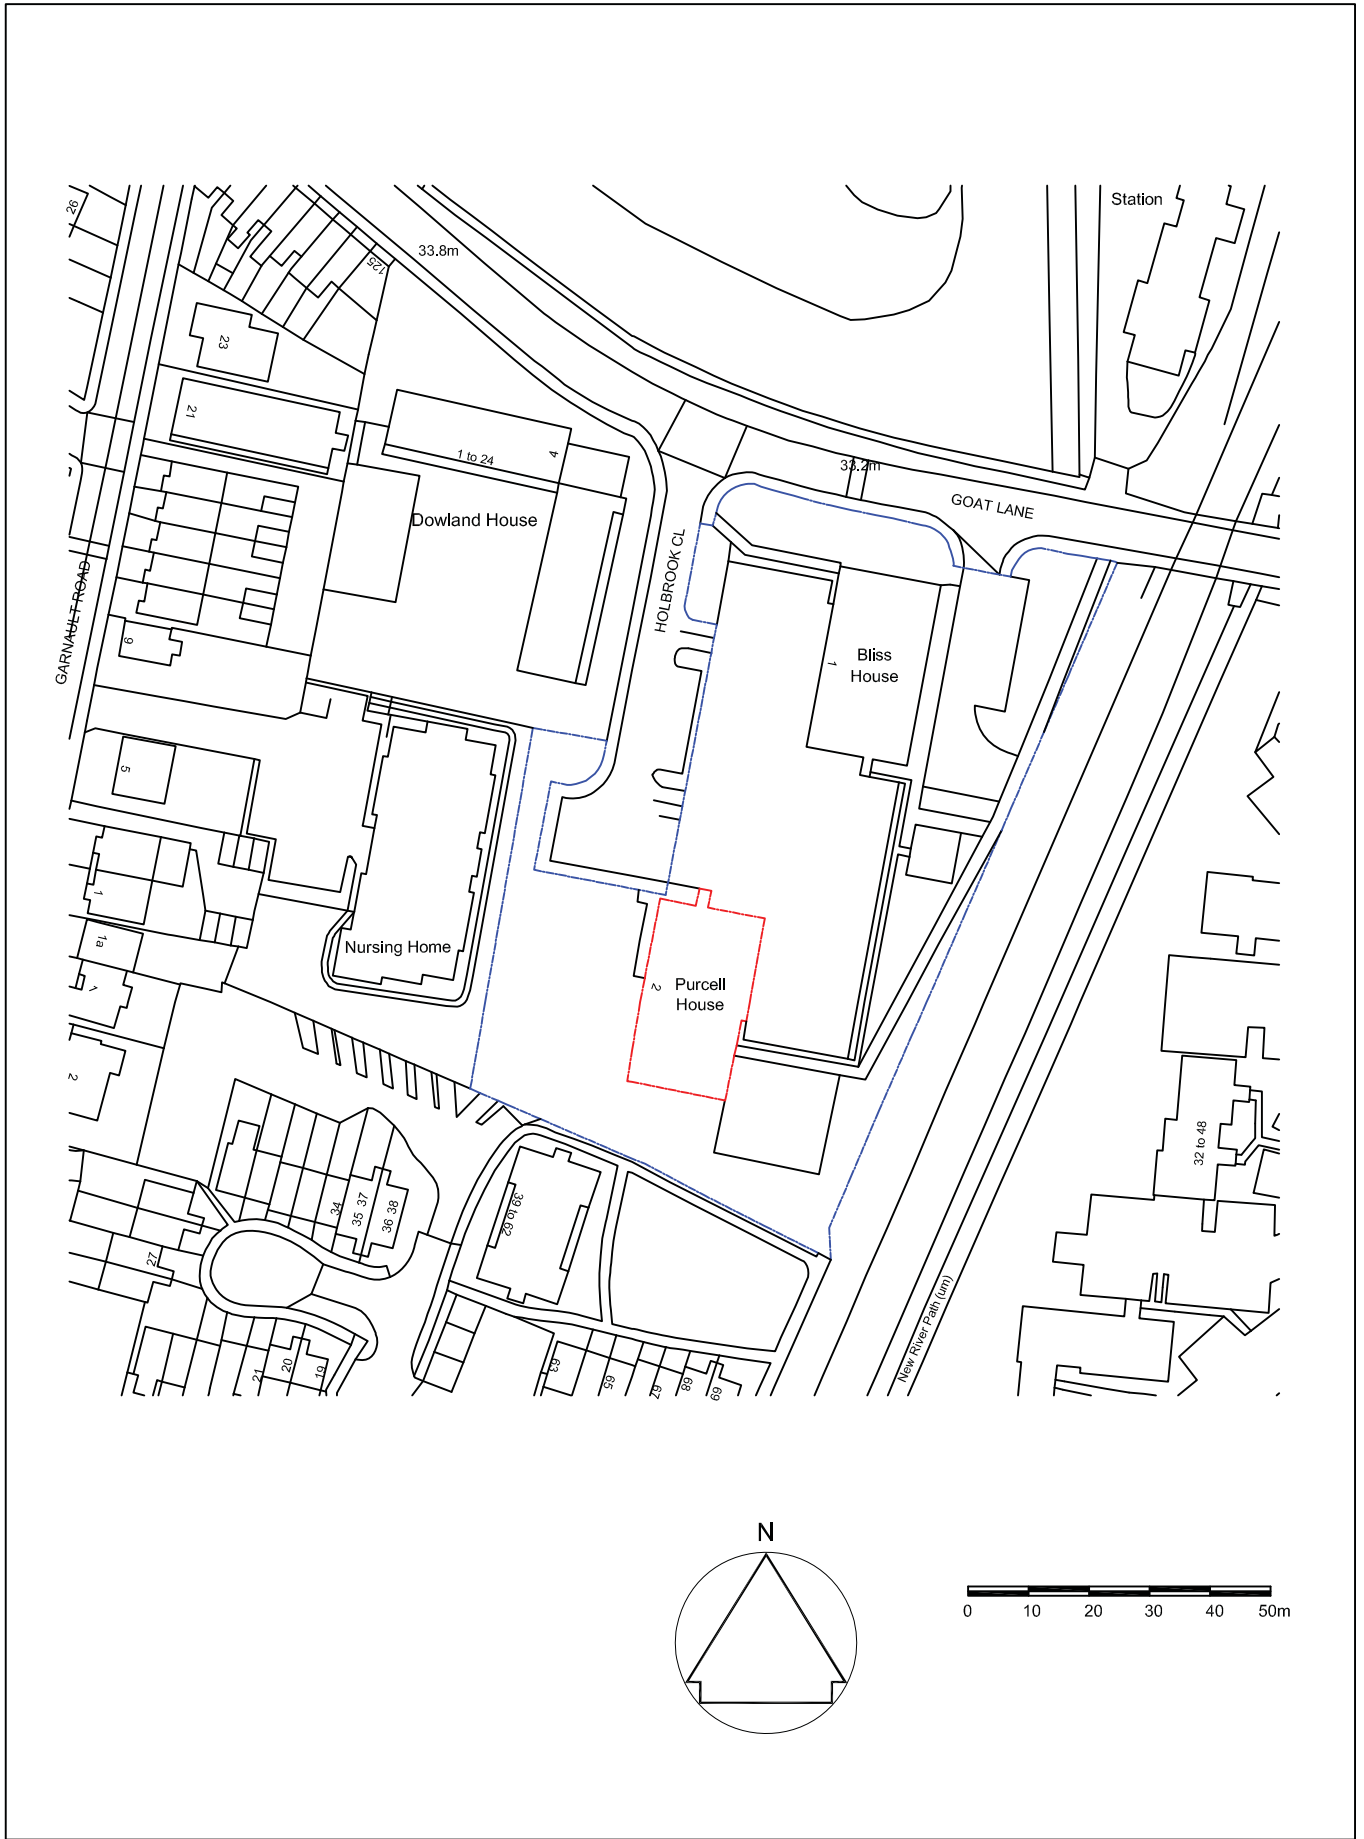 Station
26
33.8m
125
23
21
1 to 24
4
33.2m
GOAT LANE
Dowland House
HOLBROOK CL
GARNAULT ROAD
9
1
Bliss
House
5
1
1a
Nursing Home
2
Purcell
House
1
2
32 to 48
34
35 37
36 38
39 to 62
27
New River Path (um)
21
20
19
63
65
67
68
69
N
0 10 20 30 40 50m